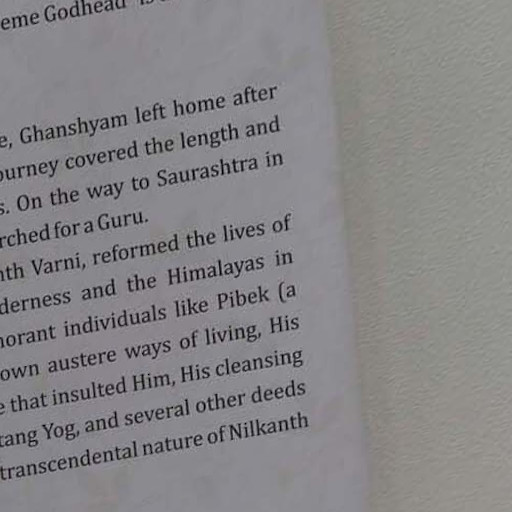 eme Godhead" is
e, Ghanshyam left home after
ourney covered the length and
s. On the way to Saurashtra in
rched for a Guru.
nth Varni, reformed the lives of
derness and the Himalayas in
norant individuals like Pibek (a
own austere ways of living, His
e that insulted Him, His cleansing
tang Yog, and several other deeds
transcendental nature of Nilkanth